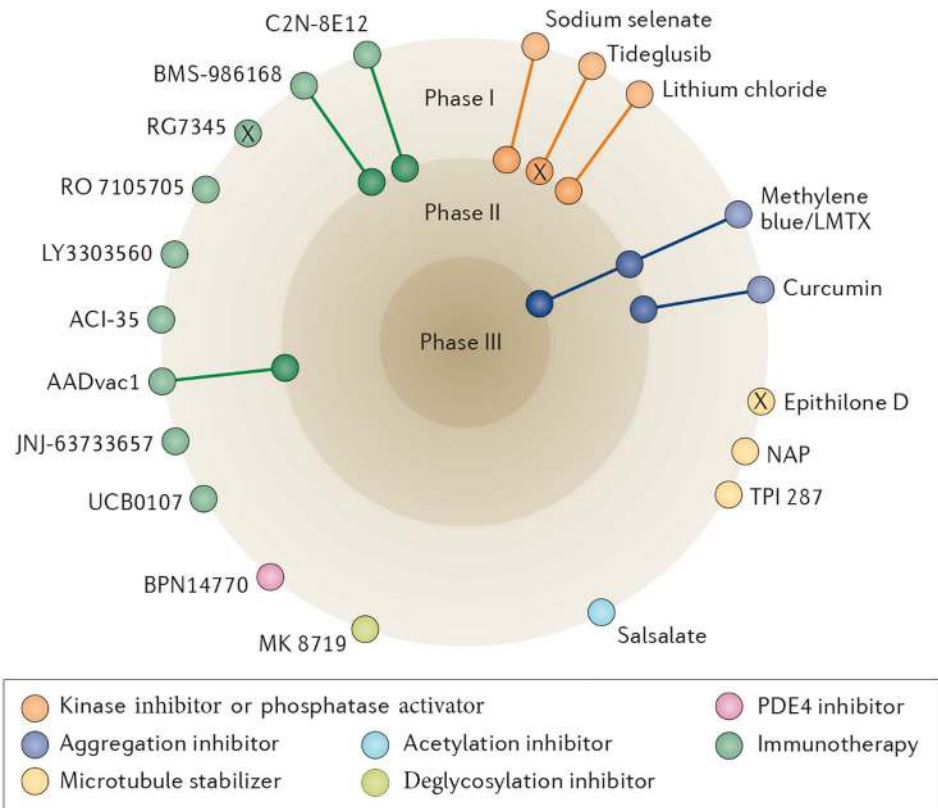 Sodium selenate
C2N-8E12
Tideglusib
BMS-986168
Lithium chloride
Phase I
RG7345
X
X
RO 7105705
Methylene
blue/LMTX
Phase II
LY3303560
Curcumin
ACI-35
Phase III
AADvac1
X
Epithilone D
JNJ-63733657
NAP
UCB0107
TPI 287
BPN14770
MK 8719
Salsalate
Kinase inhibitor or phosphatase activator
PDE4 inhibitor
Aggregation inhibitor
Acetylation inhibitor
Immunotherapy
Microtubule stabilizer
Deglycosylation inhibitor